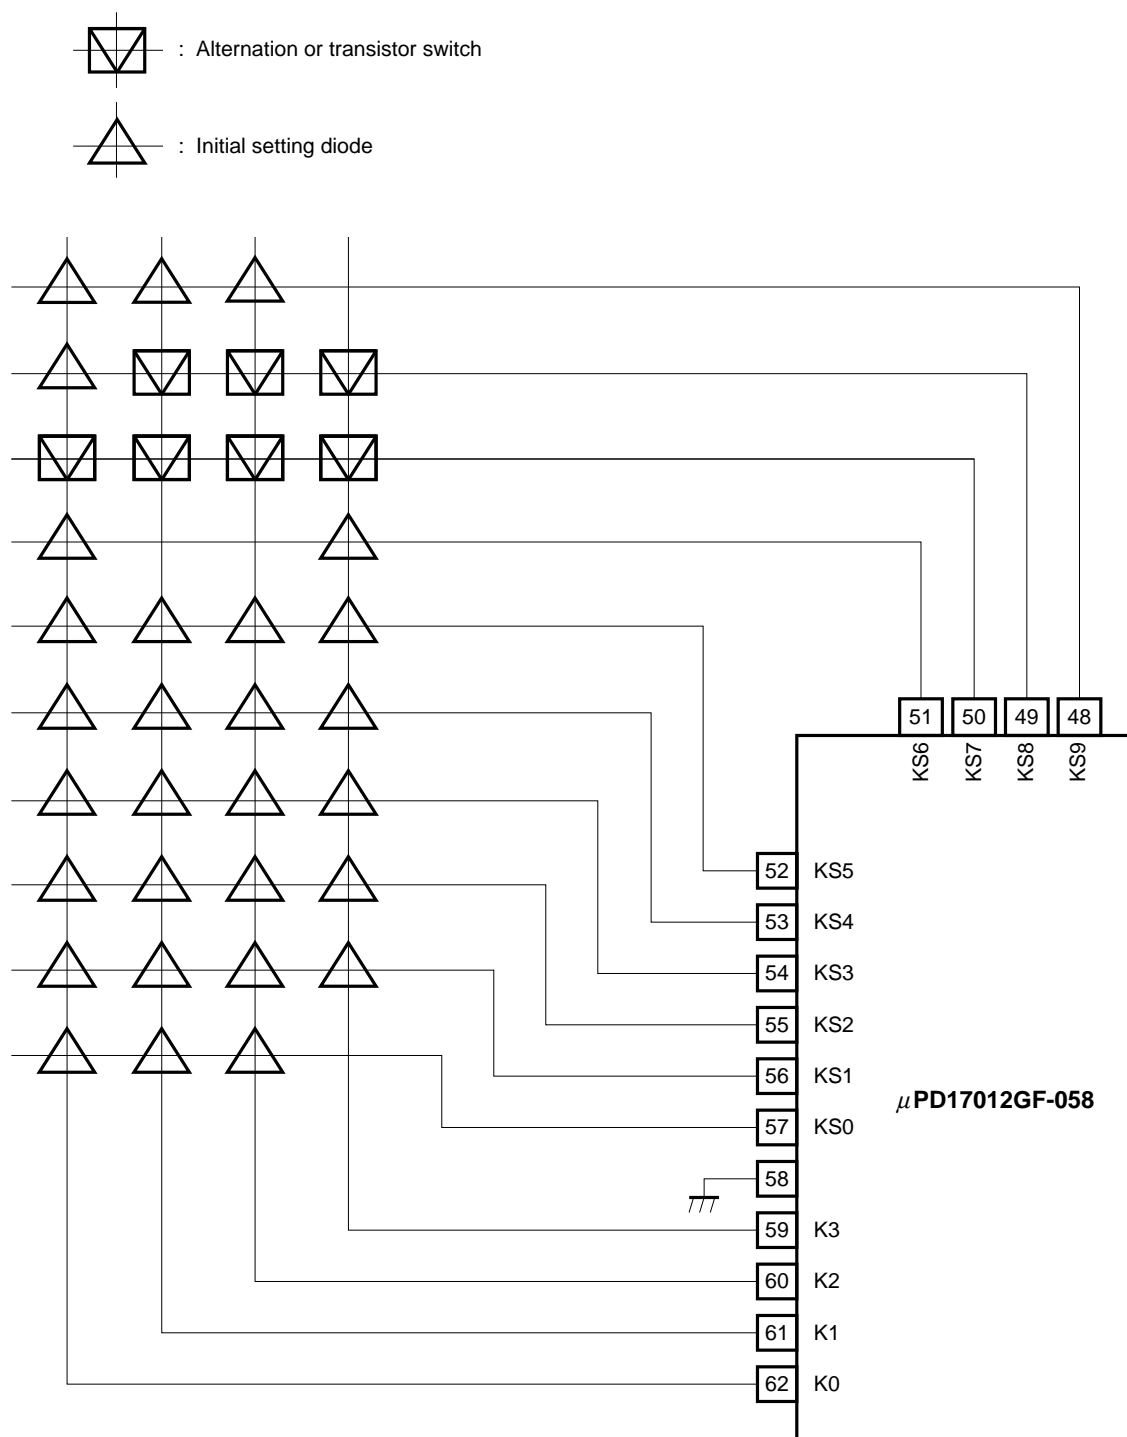 : Alternation or transistor switch
: Initial setting diode
51 50 49 48
KS6 KS7 KS8 KS9
52 KS5
53 KS4
54 KS3
55 KS2
56 KS1
μPD17012GF-058
57 KS0
58
59 K3
60 K2
61 K1
62 K0